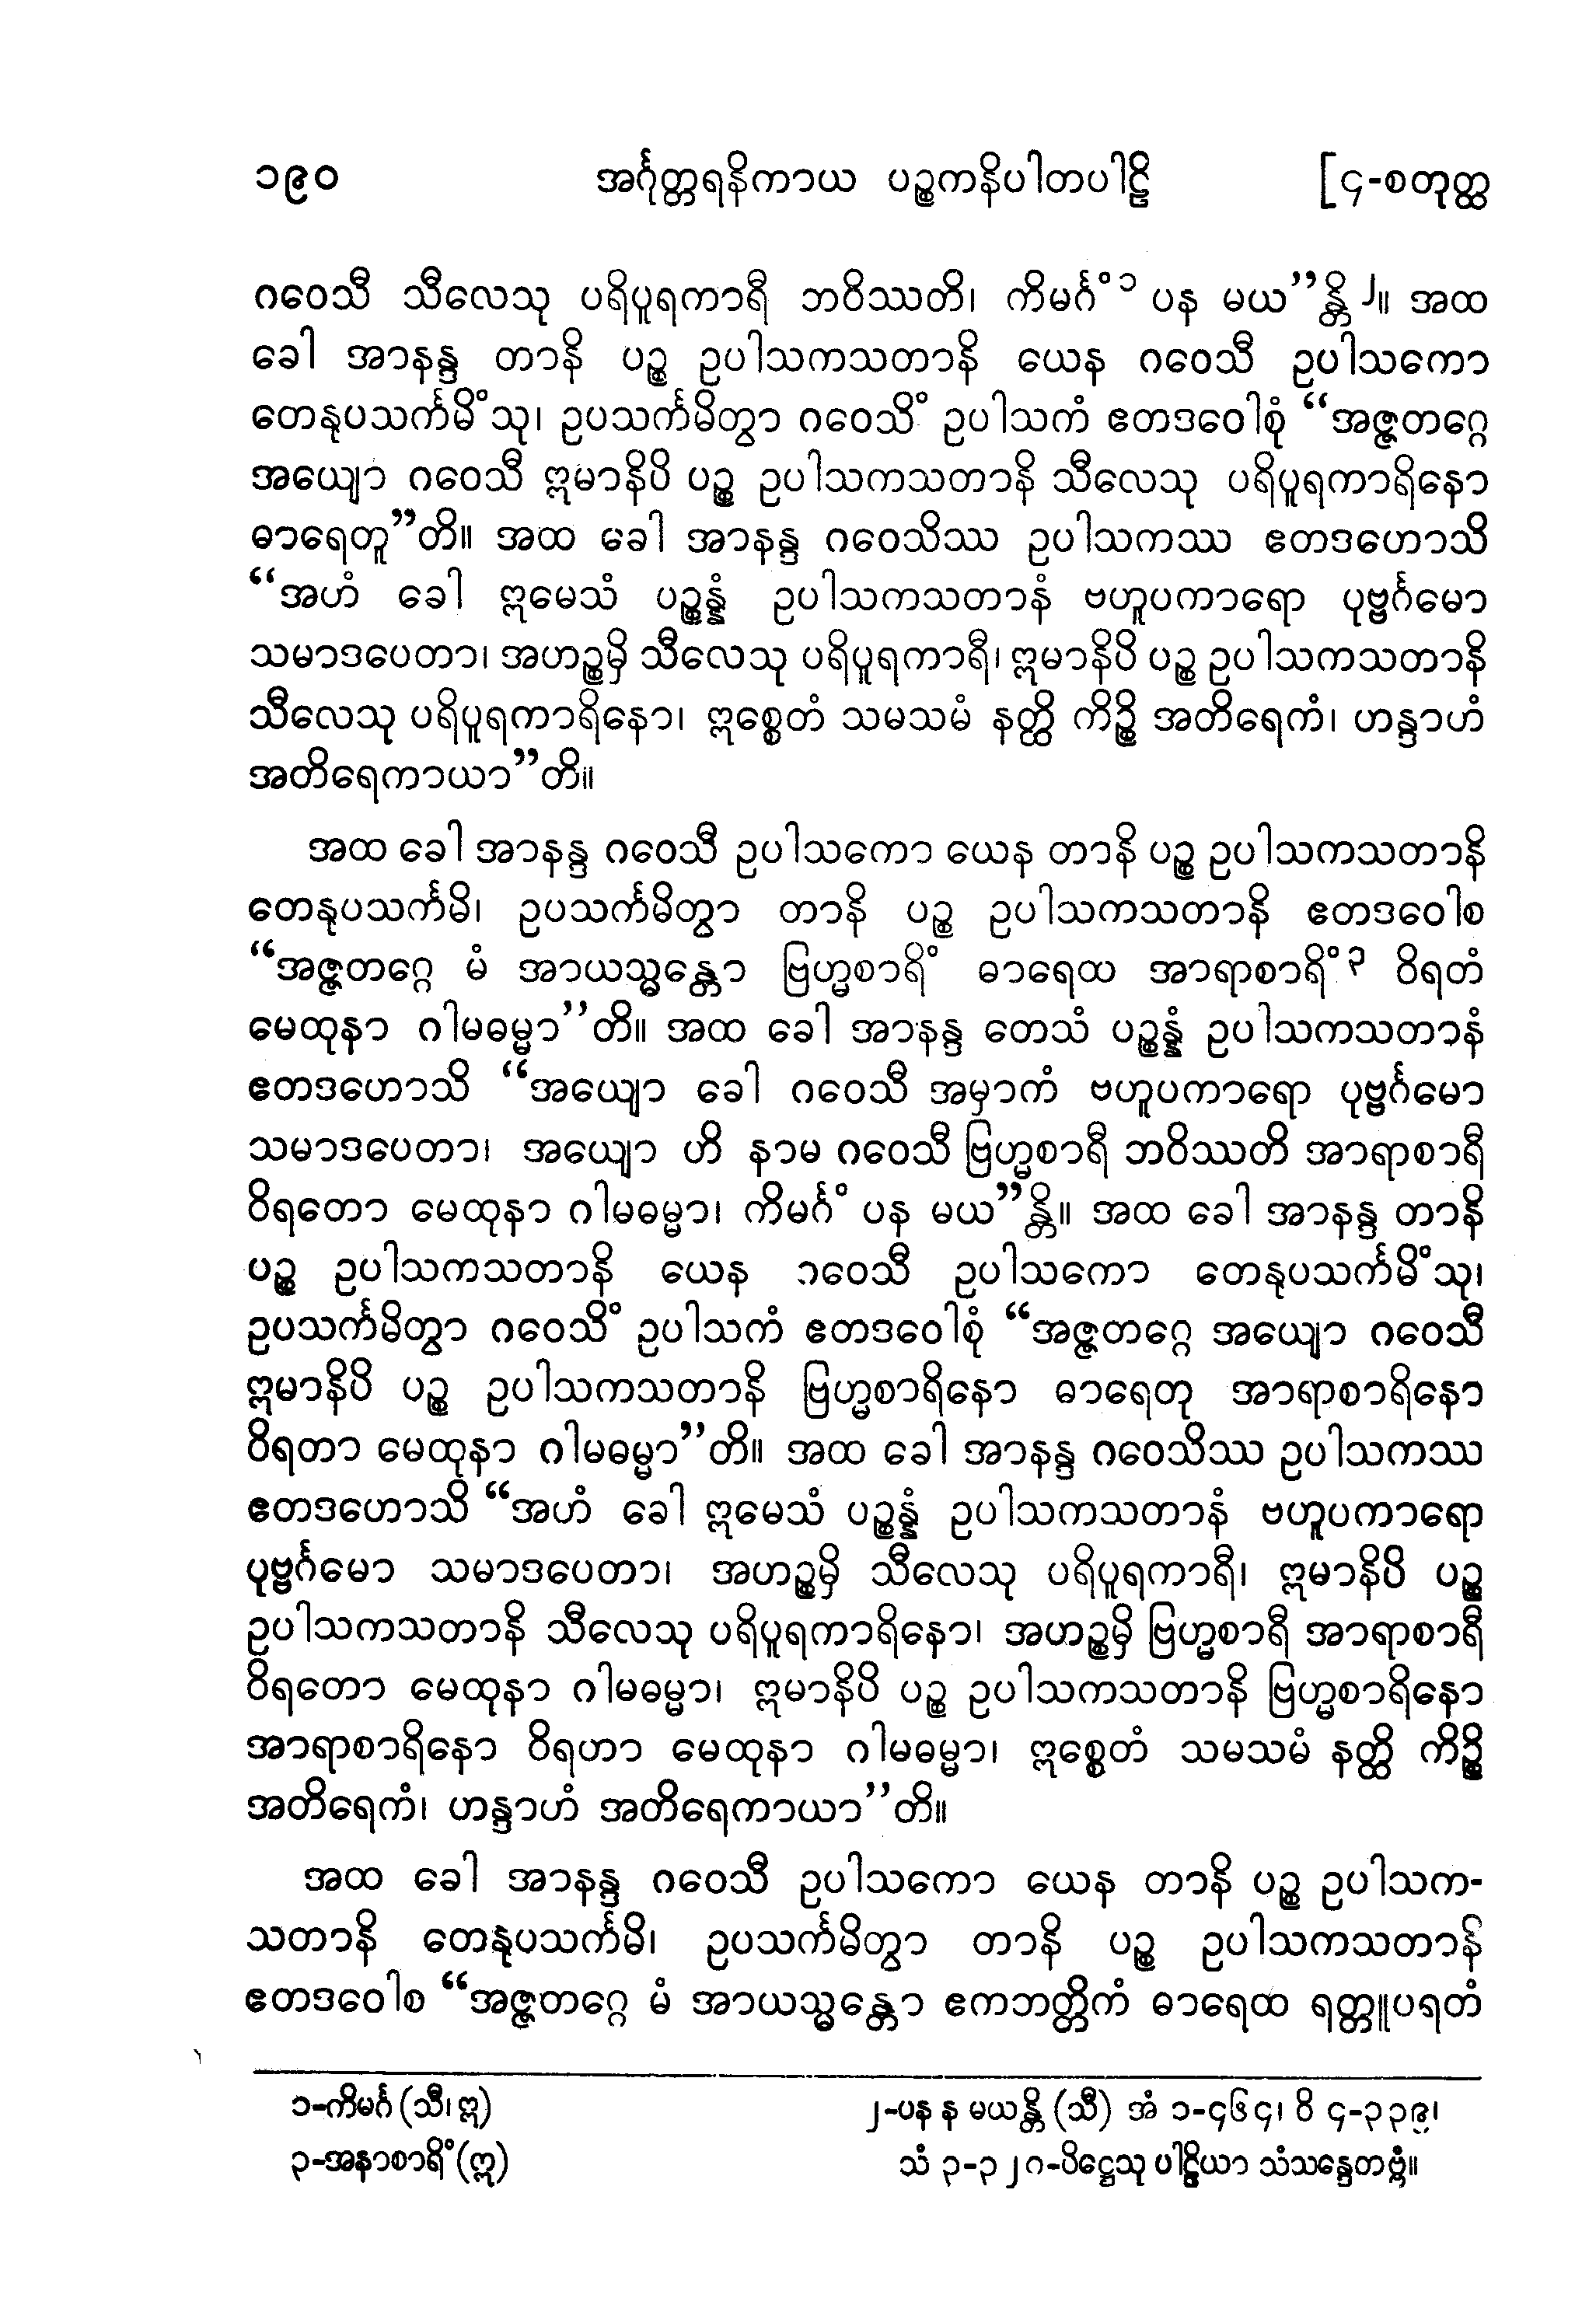 ၁၉၀ အင်္ဂုတ္တရနိကာယ ပဉ္စကနိပါတပါဠိ [၄-စတုတ္ထ
ဂဝေသီ သီလေသု ပရိပူရကာရီ ဘဝိဿတိ၊ ကိမင်္ဂံ၁ ပန မယ”န္တိ၂။ အထ
ခေါ အာနန္ဒ တာနိ ပဉ္စ ဥပါသကသတာနိ ယေန ဂဝေသီ ဥပါသကော
တေနုပသင်္ကမိံသု၊ ဥပသင်္ကမိတွာ ဂဝေသိံ ဥပါသကံ ဧတဒဝေါစုံ “အဇ္ဇတဂ္ဂေ
အယျော ဂဝေသီ ဣမာနိပိ ပဉ္စ ဥပါသကသတာနိ သီလေသု ပရိပူရကာရိနော
ဓာရေတူ”တိ။ အထ ခေါ အာနန္ဒ ဂဝေသိဿ ဥပါသကဿ ဧတဒဟောသိ
“အဟံ ခေါ ဣမေသံ ပဉ္စန္နံ ဥပါသကသတာနံ ဗဟူပကာရော ပုဗ္ဗင်္ဂမော
သမာဒပေတာ၊ အဟဉ္စမှိ သီလေသု ပရိပူရကာရီ၊ ဣမာနိပိ ပဉ္စ ဥပါသကသတာနိ
သီလေသု ပရိပူရကာရိနော၊ ဣစ္စေတံ သမသမံ နတ္ထိ ကိဉ္စိ အတိရေကံ၊ ဟန္ဒာဟံ
အတိရေကာယာ”တိ။
အထ ခေါ အာနန္ဒ ဂဝေသီ ဥပါသကော ယေန တာနိ ပဉ္စ ဥပါသကသတာနိ
တေနုပသင်္ကမိ၊ ဥပသင်္ကမိတွာ တာနိ ပဉ္စ ဥပါသကသတာနိ ဧတဒဝေါစ
“အဇ္ဇတဂ္ဂေ မံ အာယသ္မန္တော ဗြဟ္မစာရိံ ဓာရေထ အာရာစာရိံ၃ ဝိရတံ
မေထုနာ ဂါမဓမ္မာ”တိ။ အထ ခေါ အာနန္ဒ တေသံ ပဉ္စန္နံ ဥပါသကသတာနံ
ဧတဒဟောသိ “အယျော ခေါ ဂဝေသီ အမှာကံ ဗဟူပကာရော ပုဗ္ဗင်္ဂမော
သမာဒပေတာ၊ အယျော ဟိ နာမ ဂဝေသီ ဗြဟ္မစာရီ ဘဝိဿတိ အာရာစာရီ
ဝိရတော မေထုနာ ဂါမဓမ္မာ၊ ကိမင်္ဂံ ပန မယ”န္တိ။ အထ ခေါ အာနန္ဒ တာနိ
ပဉ္စ ဥပါသကသတာနိ ယေန ဂဝေသီ ဥပါသကော တေနုပသင်္ကမိံသု၊
ဥပသင်္ကမိတွာ ဂဝေသိံ ဥပါသကံ ဧတဒဝေါစုံ “အဇ္ဇတဂ္ဂေ အယျော ဂဝေသီ
ဣမာနိပိ ပဉ္စ ဥပါသကသတာနိ ဗြဟ္မစာရိနော ဓာရေတု အာရာစာရိနော
ဝိရတာ မေထုနာ ဂါမဓမ္မာ”တိ။ အထ ခေါ အာနန္ဒ ဂဝေသိဿ ဥပါသကဿ
ဧတဒဟောသိ “အဟံ ခေါ ဣမေသံ ပဉ္စန္နံ ဥပါသကသတာနံ ဗဟူပကာရော
ပုဗ္ဗင်္ဂမော သမာဒပေတာ၊ အဟဉ္စမှိ သီလေသု ပရိပူရကာရီ၊ ဣမာနိပိ ပဉ္စ
ဥပါသကသတာနိ သီလေသု ပရိပူရကာရိနော၊ အဟဉ္စမှိ ဗြဟ္မစာရီ အာရာစာရီ
ဝိရတော မေထုနာ ဂါမဓမ္မာ၊ ဣမာနိပိ ပဉ္စ ဥပါသကသတာနိ ဗြဟ္မစာရိနော
အာရာစာရိနော ဝိရဟာ မေထုနာ ဂါမဓမ္မာ၊ ဣစ္စေတံ သမသမံ နတ္ထိ ကိဉ္စိ
အတိရေကံ၊ ဟန္ဒာဟံ အတိရေကာယာ”တိ။
အထ ခေါ အာနန္ဒ ဂဝေသီ ဥပါသကော ယေန တာနိ ပဉ္စ ဥပါသက-
သတာနိ တေနုပသင်္ကမိ၊ ဥပသင်္ကမိတွာ တာနိ ပဉ္စ ဥပါသကသတာနိ
ဧတဒဝေါစ “အဇ္ဇတဂ္ဂေ မံ အာယသ္မန္တော ဧကဘတ္တိကံ ဓာရေထ ရတ္တူပရတံ
၁-ကိမင်္ဂ (သီ၊ ဣ) ၂-ပန န မယန္တိ (သီ) အံ ၁-၄၆၄၊ ဝိ ၄-၃၃၉၊
၃-အနာစာရိံ (ဣ) သံ ၃-၃၂၈-ပိဋ္ဌေသု ပါဠိယာ သံသန္ဒေတဗ္ဗံ။